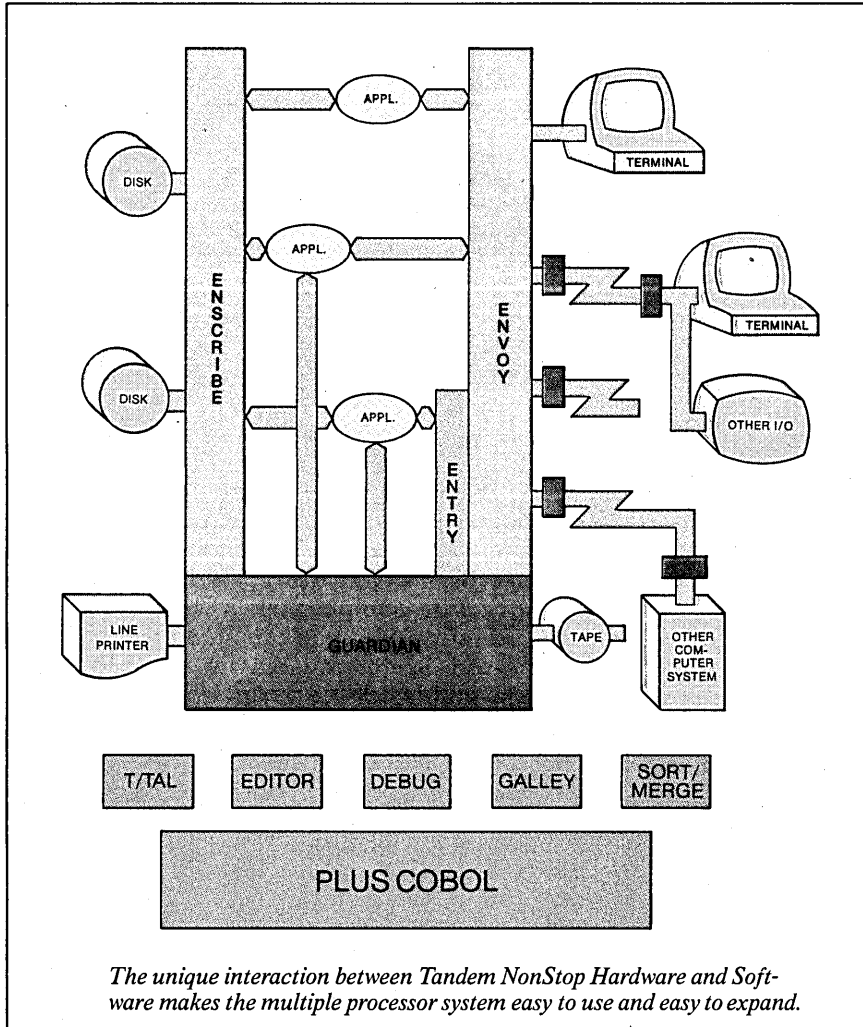 APPL.
TERMINAL
DISK
APPL.
ENSCRIBE
ENVOY
TERMINAL
DISK
APPL.
OTHER I/O
ENTRY
LINE
PRINTER
GUARDIAN
TAPE
OTHER
COM-
PUTER
SYSTEM
T/TAL
EDITOR
DEBUG
GALLEY
SORT/
MERGE
PLUS COBOL
The unique interaction between Tandem NonStop Hardware and Soft-
ware makes the multiple processor system easy to use and easy to expand.